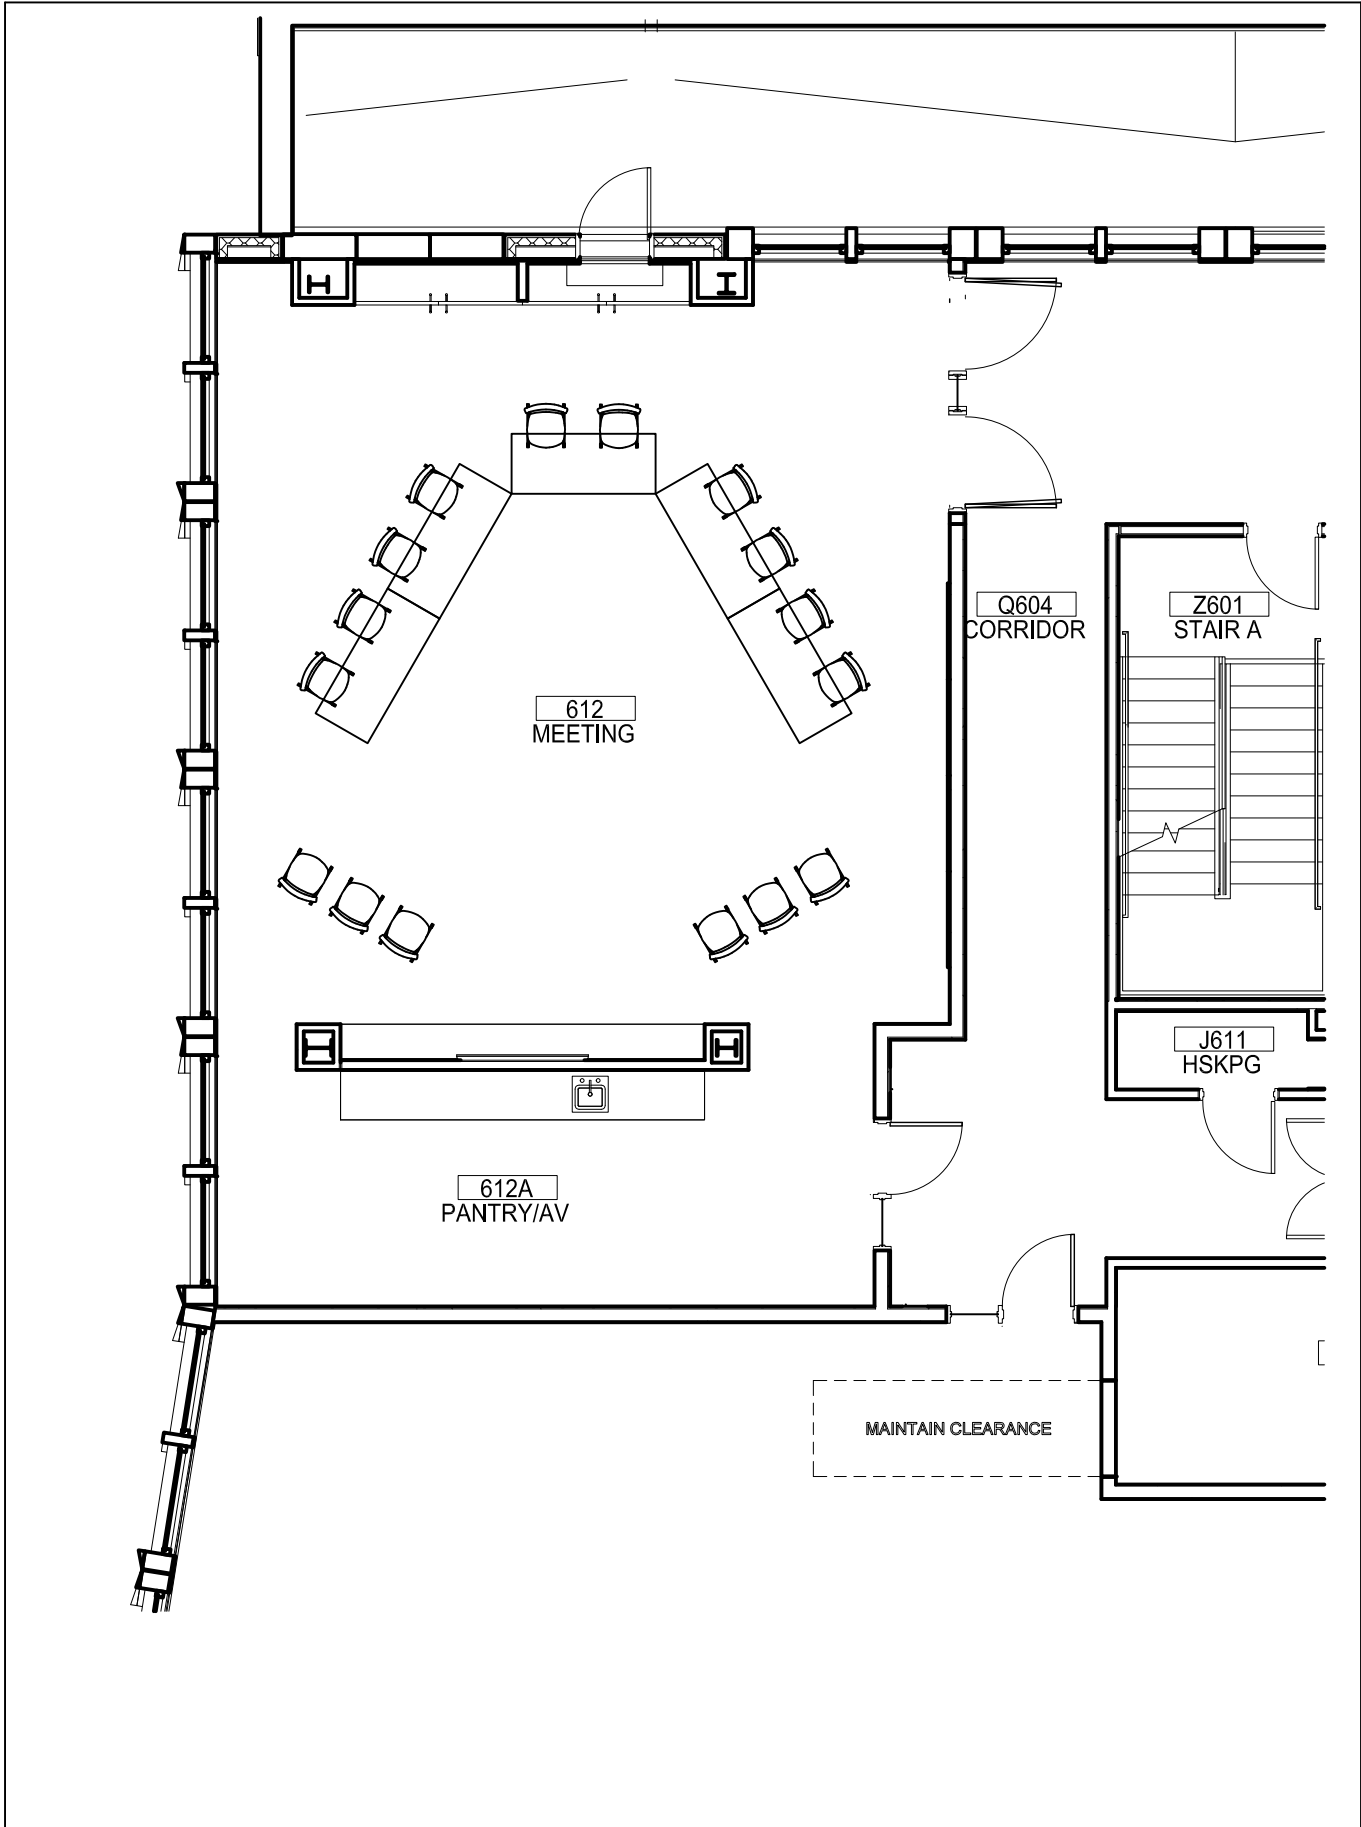 Q604
CORRIDOR
Z601
STAIR A
612
MEETING
J611
HSKPG
612A
PANTRY/AV
MAINTAIN CLEARANCE